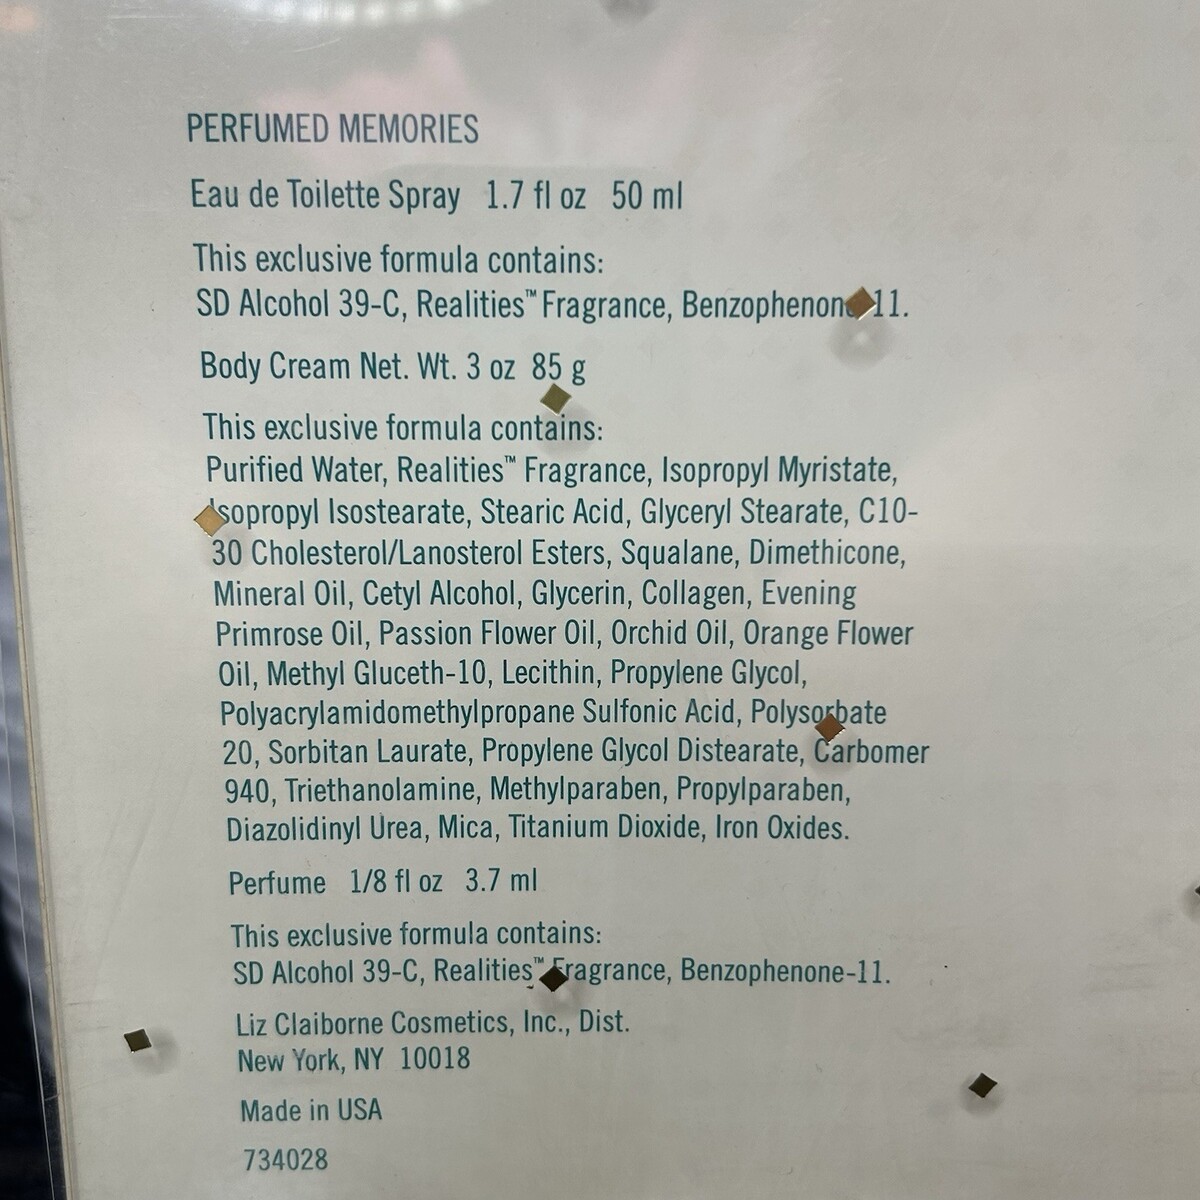 PERFUMED MEMORIES
Eau de Toilette Spray 1.7 fl oz 50 ml
This exclusive formula contains:
SD Alcohol 39-C, Realities™ Fragrance, Benzophenone-11.
Body Cream Net. Wt. 3 oz 85 g
This exclusive formula contains:
Purified Water, Realities™ Fragrance, Isopropyl Myristate,
Isopropyl Isostearate, Stearic Acid, Glyceryl Stearate, C10-
30 Cholesterol/Lanosterol Esters, Squalane, Dimethicone,
Mineral Oil, Cetyl Alcohol, Glycerin, Collagen, Evening
Primrose Oil, Passion Flower Oil, Orchid Oil, Orange Flower
Oil, Methyl Gluceth-10, Lecithin, Propylene Glycol,
Polyacrylamidomethylpropane Sulfonic Acid, Polysorbate
20, Sorbitan Laurate, Propylene Glycol Distearate, Carbomer
940, Triethanolamine, Methylparaben, Propylparaben,
Diazolidinyl Urea, Mica, Titanium Dioxide, Iron Oxides.
Perfume 1/8 fl oz 3.7 ml
This exclusive formula contains:
SD Alcohol 39-C, Realities™ Fragrance, Benzophenone-11.
Liz Claiborne Cosmetics, Inc., Dist.
New York, NY 10018
Made in USA
734028